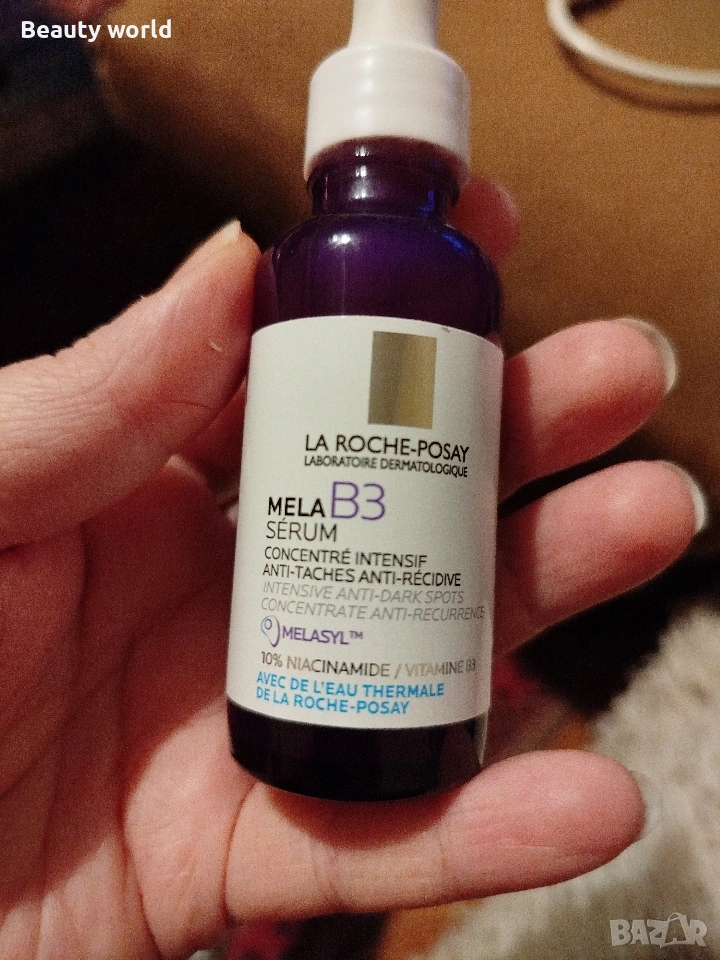 Beauty world
LA ROCHE-POSAY
LABORATOIRE DERMATOLOGIQUE
MELA B3
SÉRUM
CONCENTRÉ INTENSIF
ANTI-TACHES ANTI-RÉCIDIVE
INTENSIVE ANTI-DARK SPOTS
CONCENTRATE ANTI-RECURRENCE
MELASYL™
10% NIACINAMIDE / VITAMINE B3
AVEC DE L'EAU THERMALE
DE LA ROCHE-POSAY
BAZAR